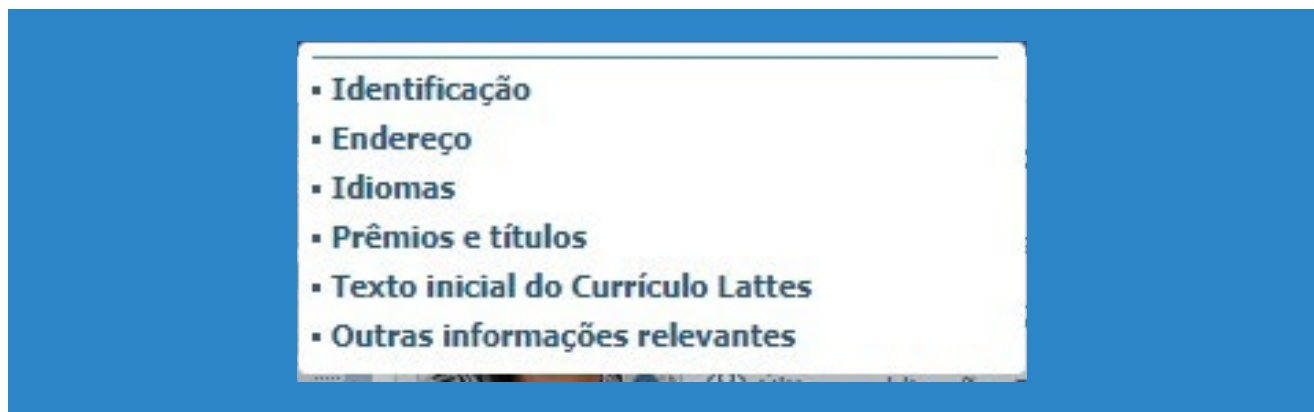 ▪ Identificação
▪ Endereço
▪ Idiomas
▪ Prêmios e títulos
▪ Texto inicial do Currículo Lattes
▪ Outras informações relevantes